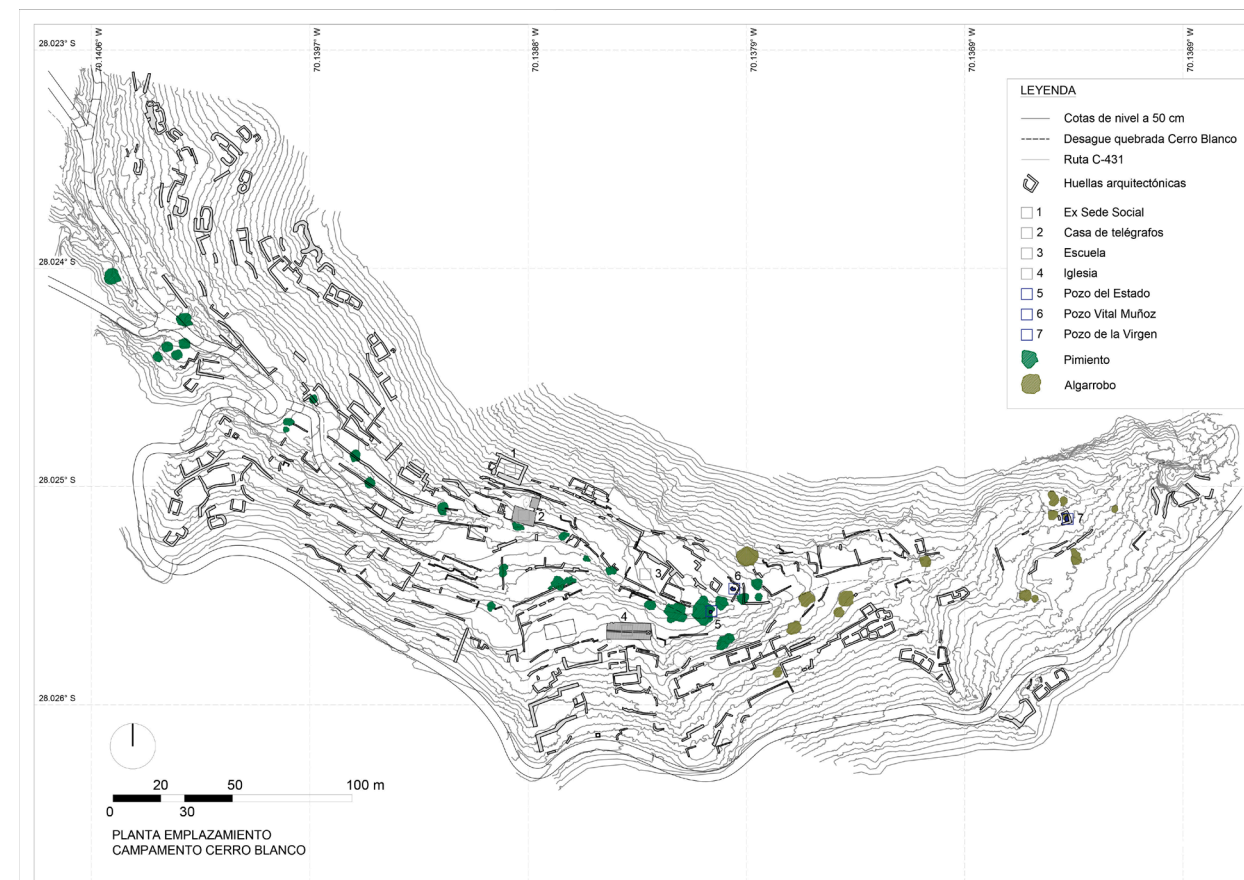 70.1406° W
70.1397° W
70.1388° W
70.1379° W
70.1369° W
70.1369° W
28.023° S
28.024° S
28.025° S
28.026° S
LEYENDA
Cotas de nivel a 50 cm
Desague quebrada Cerro Blanco
Ruta C-431
Huellas arquitectónicas
1 Ex Sede Social
2 Casa de telégrafos
3 Escuela
4 Iglesia
5 Pozo del Estado
6 Pozo Vital Muñoz
7 Pozo de la Virgen
Pimiento
Algarrobo
1
2
7
3
6
4
5
20 50 100 m
0 30
PLANTA EMPLAZAMIENTO
CAMPAMENTO CERRO BLANCO